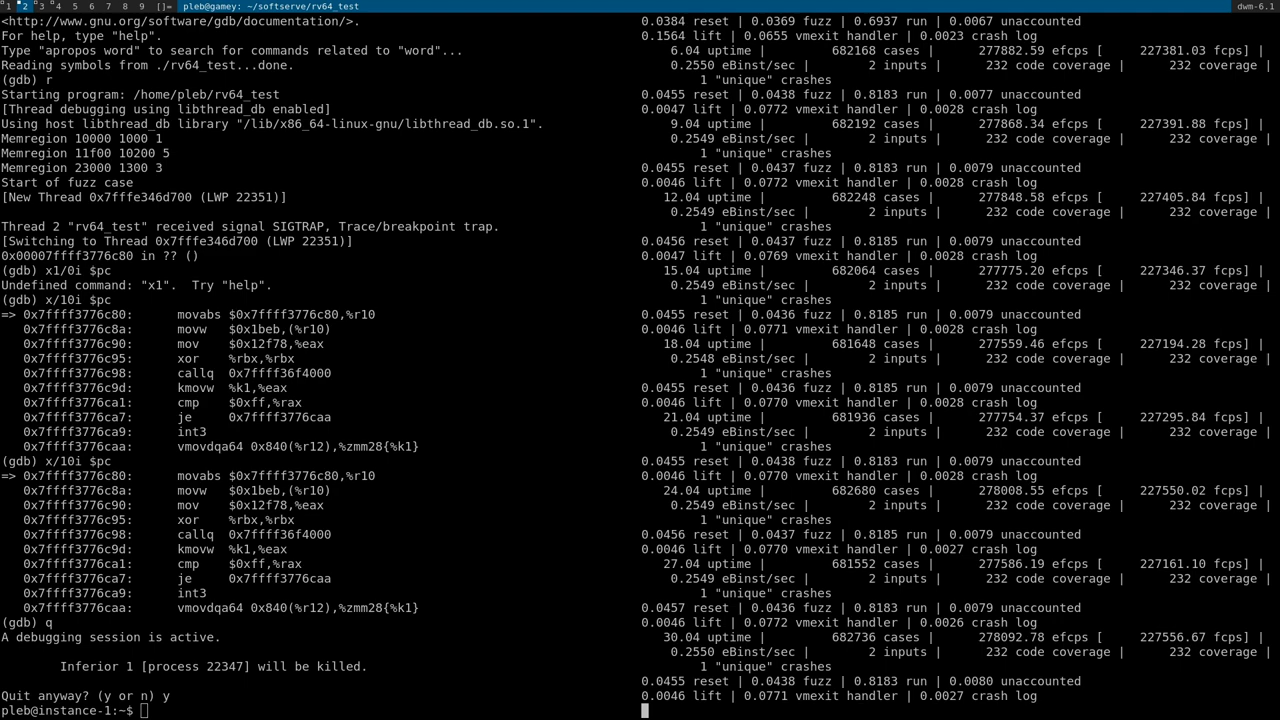 1 2 3 4 5 6 7 8 9 []= pleb@gamey: ~/softserve/rv64_test dwm-6.1
<http://www.gnu.org/software/gdb/documentation/>.
For help, type "help".
Type "apropos word" to search for commands related to "word"...
Reading symbols from ./rv64_test...done.
(gdb) r
Starting program: /home/pleb/rv64_test
[Thread debugging using libthread_db enabled]
Using host libthread_db library "/lib/x86_64-linux-gnu/libthread_db.so.1".
Memregion 10000 1000 1
Memregion 11f00 10200 5
Memregion 23000 1300 3
Start of fuzz case
[New Thread 0x7fffe346d700 (LWP 22351)]
Thread 2 "rv64_test" received signal SIGTRAP, Trace/breakpoint trap.
[Switching to Thread 0x7fffe346d700 (LWP 22351)]
0x00007ffff3776c80 in ?? ()
(gdb) x1/0i $pc
Undefined command: "x1".  Try "help".
(gdb) x/10i $pc
=> 0x7ffff3776c80:      movabs $0x7ffff3776c80,%r10
   0x7ffff3776c8a:      movw   $0x1beb,(%r10)
   0x7ffff3776c90:      mov    $0x12f78,%eax
   0x7ffff3776c95:      xor    %rbx,%rbx
   0x7ffff3776c98:      callq  0x7ffff36f4000
   0x7ffff3776c9d:      kmovw  %k1,%eax
   0x7ffff3776ca1:      cmp    $0xff,%rax
   0x7ffff3776ca7:      je     0x7ffff3776caa
   0x7ffff3776ca9:      int3
   0x7ffff3776caa:      vmovdqa64 0x840(%r12),%zmm28{%k1}
(gdb) x/10i $pc
=> 0x7ffff3776c80:      movabs $0x7ffff3776c80,%r10
   0x7ffff3776c8a:      movw   $0x1beb,(%r10)
   0x7ffff3776c90:      mov    $0x12f78,%eax
   0x7ffff3776c95:      xor    %rbx,%rbx
   0x7ffff3776c98:      callq  0x7ffff36f4000
   0x7ffff3776c9d:      kmovw  %k1,%eax
   0x7ffff3776ca1:      cmp    $0xff,%rax
   0x7ffff3776ca7:      je     0x7ffff3776caa
   0x7ffff3776ca9:      int3
   0x7ffff3776caa:      vmovdqa64 0x840(%r12),%zmm28{%k1}
(gdb) q
A debugging session is active.
        Inferior 1 [process 22347] will be killed.
Quit anyway? (y or n) y
pleb@instance-1:~$
0.0384 reset | 0.0369 fuzz | 0.6937 run | 0.0067 unaccounted
0.1564 lift | 0.0655 vmexit handler | 0.0023 crash log
6.04 uptime | 682168 cases | 277882.59 efcps [ 227381.03 fcps] |
0.2550 eBinst/sec | 2 inputs | 232 code coverage | 232 coverage |
1 "unique" crashes
0.0455 reset | 0.0438 fuzz | 0.8183 run | 0.0077 unaccounted
0.0047 lift | 0.0772 vmexit handler | 0.0028 crash log
9.04 uptime | 682192 cases | 277868.34 efcps [ 227391.88 fcps] |
0.2549 eBinst/sec | 2 inputs | 232 code coverage | 232 coverage |
1 "unique" crashes
0.0455 reset | 0.0437 fuzz | 0.8183 run | 0.0079 unaccounted
0.0046 lift | 0.0772 vmexit handler | 0.0028 crash log
12.04 uptime | 682248 cases | 277848.58 efcps [ 227405.84 fcps] |
0.2549 eBinst/sec | 2 inputs | 232 code coverage | 232 coverage |
1 "unique" crashes
0.0456 reset | 0.0437 fuzz | 0.8185 run | 0.0079 unaccounted
0.0047 lift | 0.0769 vmexit handler | 0.0028 crash log
15.04 uptime | 682064 cases | 277775.20 efcps [ 227346.37 fcps] |
0.2549 eBinst/sec | 2 inputs | 232 code coverage | 232 coverage |
1 "unique" crashes
0.0455 reset | 0.0436 fuzz | 0.8185 run | 0.0079 unaccounted
0.0046 lift | 0.0771 vmexit handler | 0.0028 crash log
18.04 uptime | 681648 cases | 277559.46 efcps [ 227194.28 fcps] |
0.2548 eBinst/sec | 2 inputs | 232 code coverage | 232 coverage |
1 "unique" crashes
0.0455 reset | 0.0436 fuzz | 0.8185 run | 0.0079 unaccounted
0.0046 lift | 0.0770 vmexit handler | 0.0028 crash log
21.04 uptime | 681936 cases | 277754.37 efcps [ 227295.84 fcps] |
0.2549 eBinst/sec | 2 inputs | 232 code coverage | 232 coverage |
1 "unique" crashes
0.0455 reset | 0.0438 fuzz | 0.8183 run | 0.0079 unaccounted
0.0046 lift | 0.0770 vmexit handler | 0.0028 crash log
24.04 uptime | 682680 cases | 278008.55 efcps [ 227550.02 fcps] |
0.2549 eBinst/sec | 2 inputs | 232 code coverage | 232 coverage |
1 "unique" crashes
0.0456 reset | 0.0437 fuzz | 0.8185 run | 0.0079 unaccounted
0.0046 lift | 0.0770 vmexit handler | 0.0027 crash log
27.04 uptime | 681552 cases | 277586.19 efcps [ 227161.10 fcps] |
0.2549 eBinst/sec | 2 inputs | 232 code coverage | 232 coverage |
1 "unique" crashes
0.0457 reset | 0.0436 fuzz | 0.8183 run | 0.0079 unaccounted
0.0046 lift | 0.0772 vmexit handler | 0.0026 crash log
30.04 uptime | 682736 cases | 278092.78 efcps [ 227556.67 fcps] |
0.2550 eBinst/sec | 2 inputs | 232 code coverage | 232 coverage |
1 "unique" crashes
0.0455 reset | 0.0438 fuzz | 0.8183 run | 0.0080 unaccounted
0.0046 lift | 0.0771 vmexit handler | 0.0027 crash log